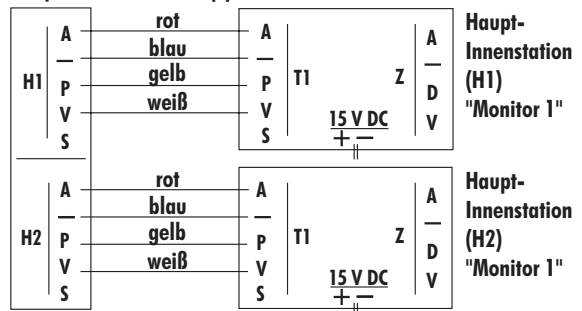 rot
A A A Haupt-
blau Innenstation
— — —
gelb (H1)
H1 P P T1 Z D
weiß "Monitor 1"
V V 15 V DC V
S S + —
rot
A A A Haupt-
blau Innenstation
— — —
gelb (H2)
H2 P P T1 Z D
weiß "Monitor 1"
V V 15 V DC V
S S + —